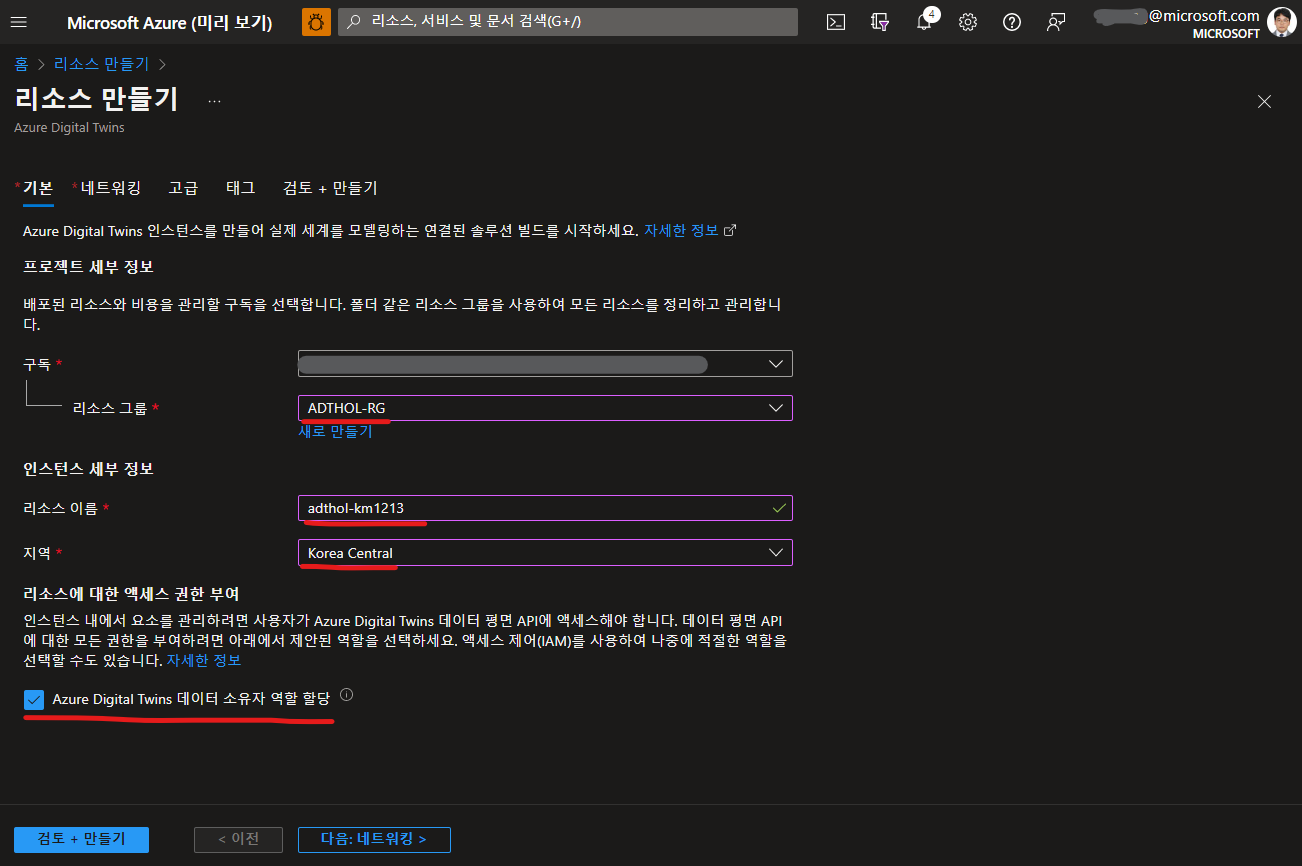 Microsoft Azure (미리 보기)
리소스, 서비스 및 문서 검색(G+/)
4
@microsoft.com
MICROSOFT
홈 > 리소스 만들기 >
리소스 만들기 ...
Azure Digital Twins
* 기본 * 네트워킹 고급 태그 검토 + 만들기
Azure Digital Twins 인스턴스를 만들어 실제 세계를 모델링하는 연결된 솔루션 빌드를 시작하세요. 자세한 정보
프로젝트 세부 정보
배포된 리소스와 비용을 관리할 구독을 선택합니다. 폴더 같은 리소스 그룹을 사용하여 모든 리소스를 정리하고 관리합니
다.
구독 *
리소스 그룹 * ADTHOL-RG
새로 만들기
인스턴스 세부 정보
리소스 이름 * adthol-km1213
지역 * Korea Central
리소스에 대한 액세스 권한 부여
인스턴스 내에서 요소를 관리하려면 사용자가 Azure Digital Twins 데이터 평면 API에 액세스해야 합니다. 데이터 평면 API
에 대한 모든 권한을 부여하려면 아래에서 제안된 역할을 선택하세요. 액세스 제어(IAM)를 사용하여 나중에 적절한 역할을
선택할 수도 있습니다. 자세한 정보
Azure Digital Twins 데이터 소유자 역할 할당
검토 + 만들기 < 이전 다음: 네트워킹 >